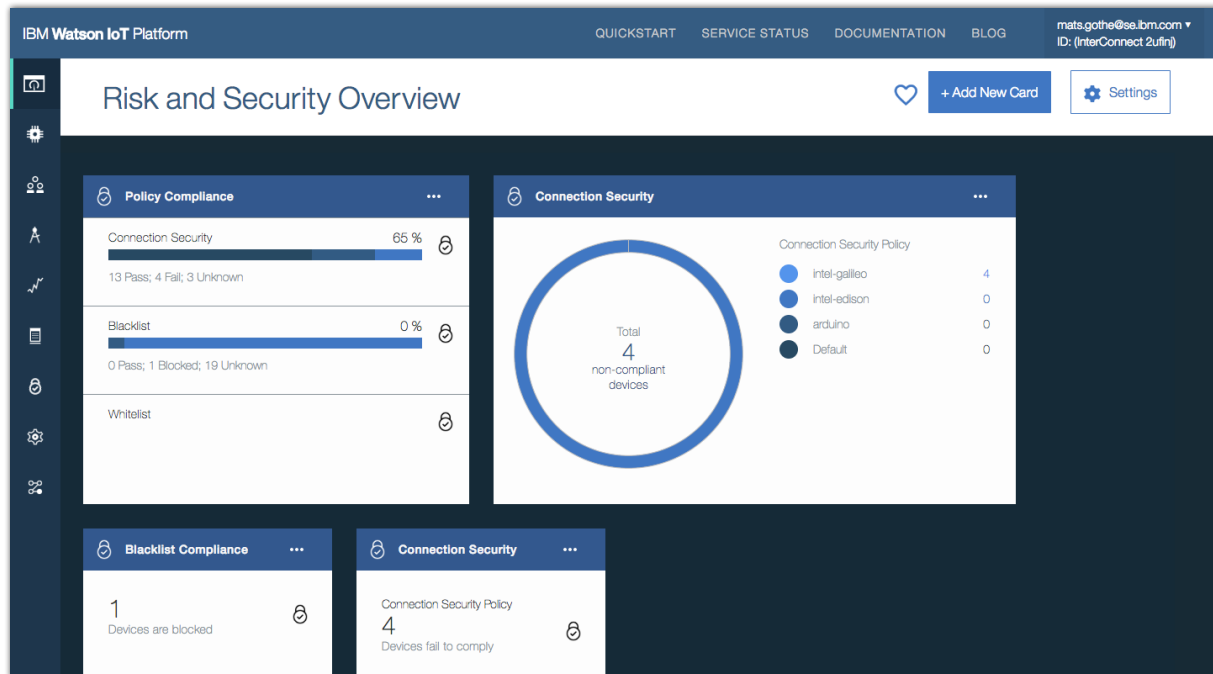 IBM Watson IoT Platform
QUICKSTART SERVICE STATUS DOCUMENTATION BLOG
mats.gothe@se.ibm.com ▾
ID: (InterConnect 2ufinj)
Risk and Security Overview
+ Add New Card
Settings
Policy Compliance
Connection Security 65 %
13 Pass; 4 Fail; 3 Unknown
Blacklist 0 %
0 Pass; 1 Blocked; 19 Unknown
Whitelist
Connection Security
Total
4
non-compliant
devices
Connection Security Policy
intel-galileo 4
intel-edison 0
arduino 0
Default 0
Blacklist Compliance
1
Devices are blocked
Connection Security
Connection Security Policy
4
Devices fail to comply